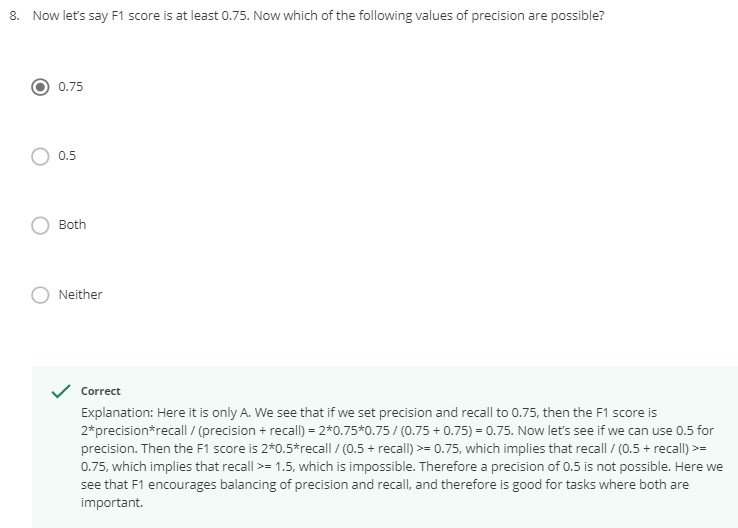 8. Now let's say F1 score is at least 0.75. Now which of the following values of precision are possible?
0.75
0.5
Both
Neither
Correct
Explanation: Here it is only A. We see that if we set precision and recall to 0.75, then the F1 score is
2*precision*recall / (precision + recall) = 2*0.75*0.75 / (0.75 + 0.75) = 0.75. Now let's see if we can use 0.5 for
precision. Then the F1 score is 2*0.5*recall / (0.5 + recall) >= 0.75, which implies that recall / (0.5 + recall) >=
0.75, which implies that recall >= 1.5, which is impossible. Therefore a precision of 0.5 is not possible. Here we
see that F1 encourages balancing of precision and recall, and therefore is good for tasks where both are
important.